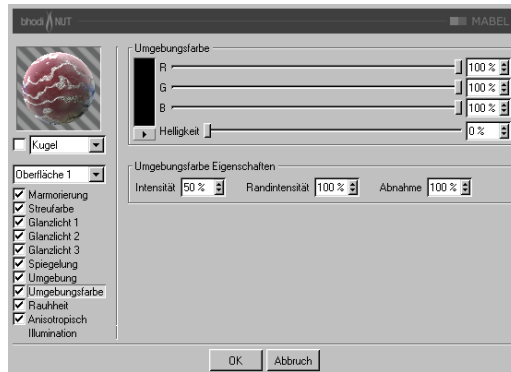 bhodi NUT
MABEL
Umgebungsfarbe
R 100 %
G 100 %
B 100 %
Helligkeit 0 %
Kugel
Oberfläche 1
Umgebungsfarbe Eigenschaften
Intensität 50 % Randintensität 100 % Abnahme 100 %
Marmorierung
Streufarbe
Glanzlicht 1
Glanzlicht 2
Glanzlicht 3
Spiegelung
Umgebung
Umgebungsfarbe
Rauhheit
Anisotropisch
Illumination
OK Abbruch